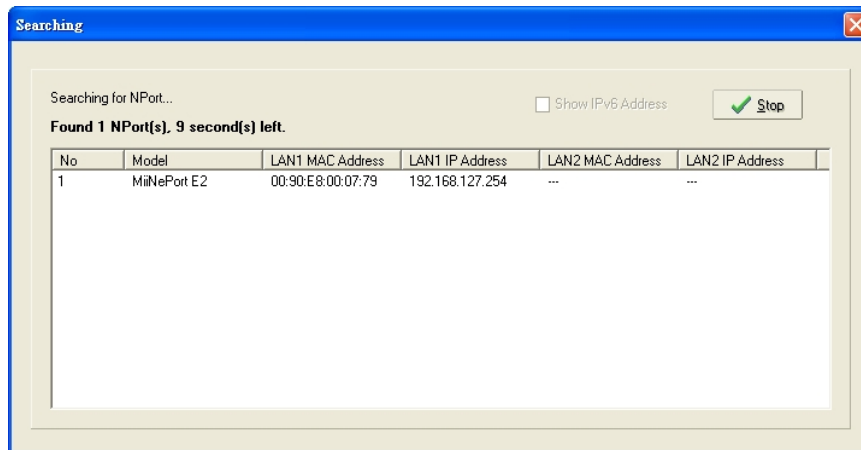 Searching
Searching for NPort...
Show IPv6 Address
Stop
Found 1 NPort(s), 9 second(s) left.
No Model LAN1 MAC Address LAN1 IP Address LAN2 MAC Address LAN2 IP Address
1 MiiNePort E2 00:90:E8:00:07:79 192.168.127.254 --- ---